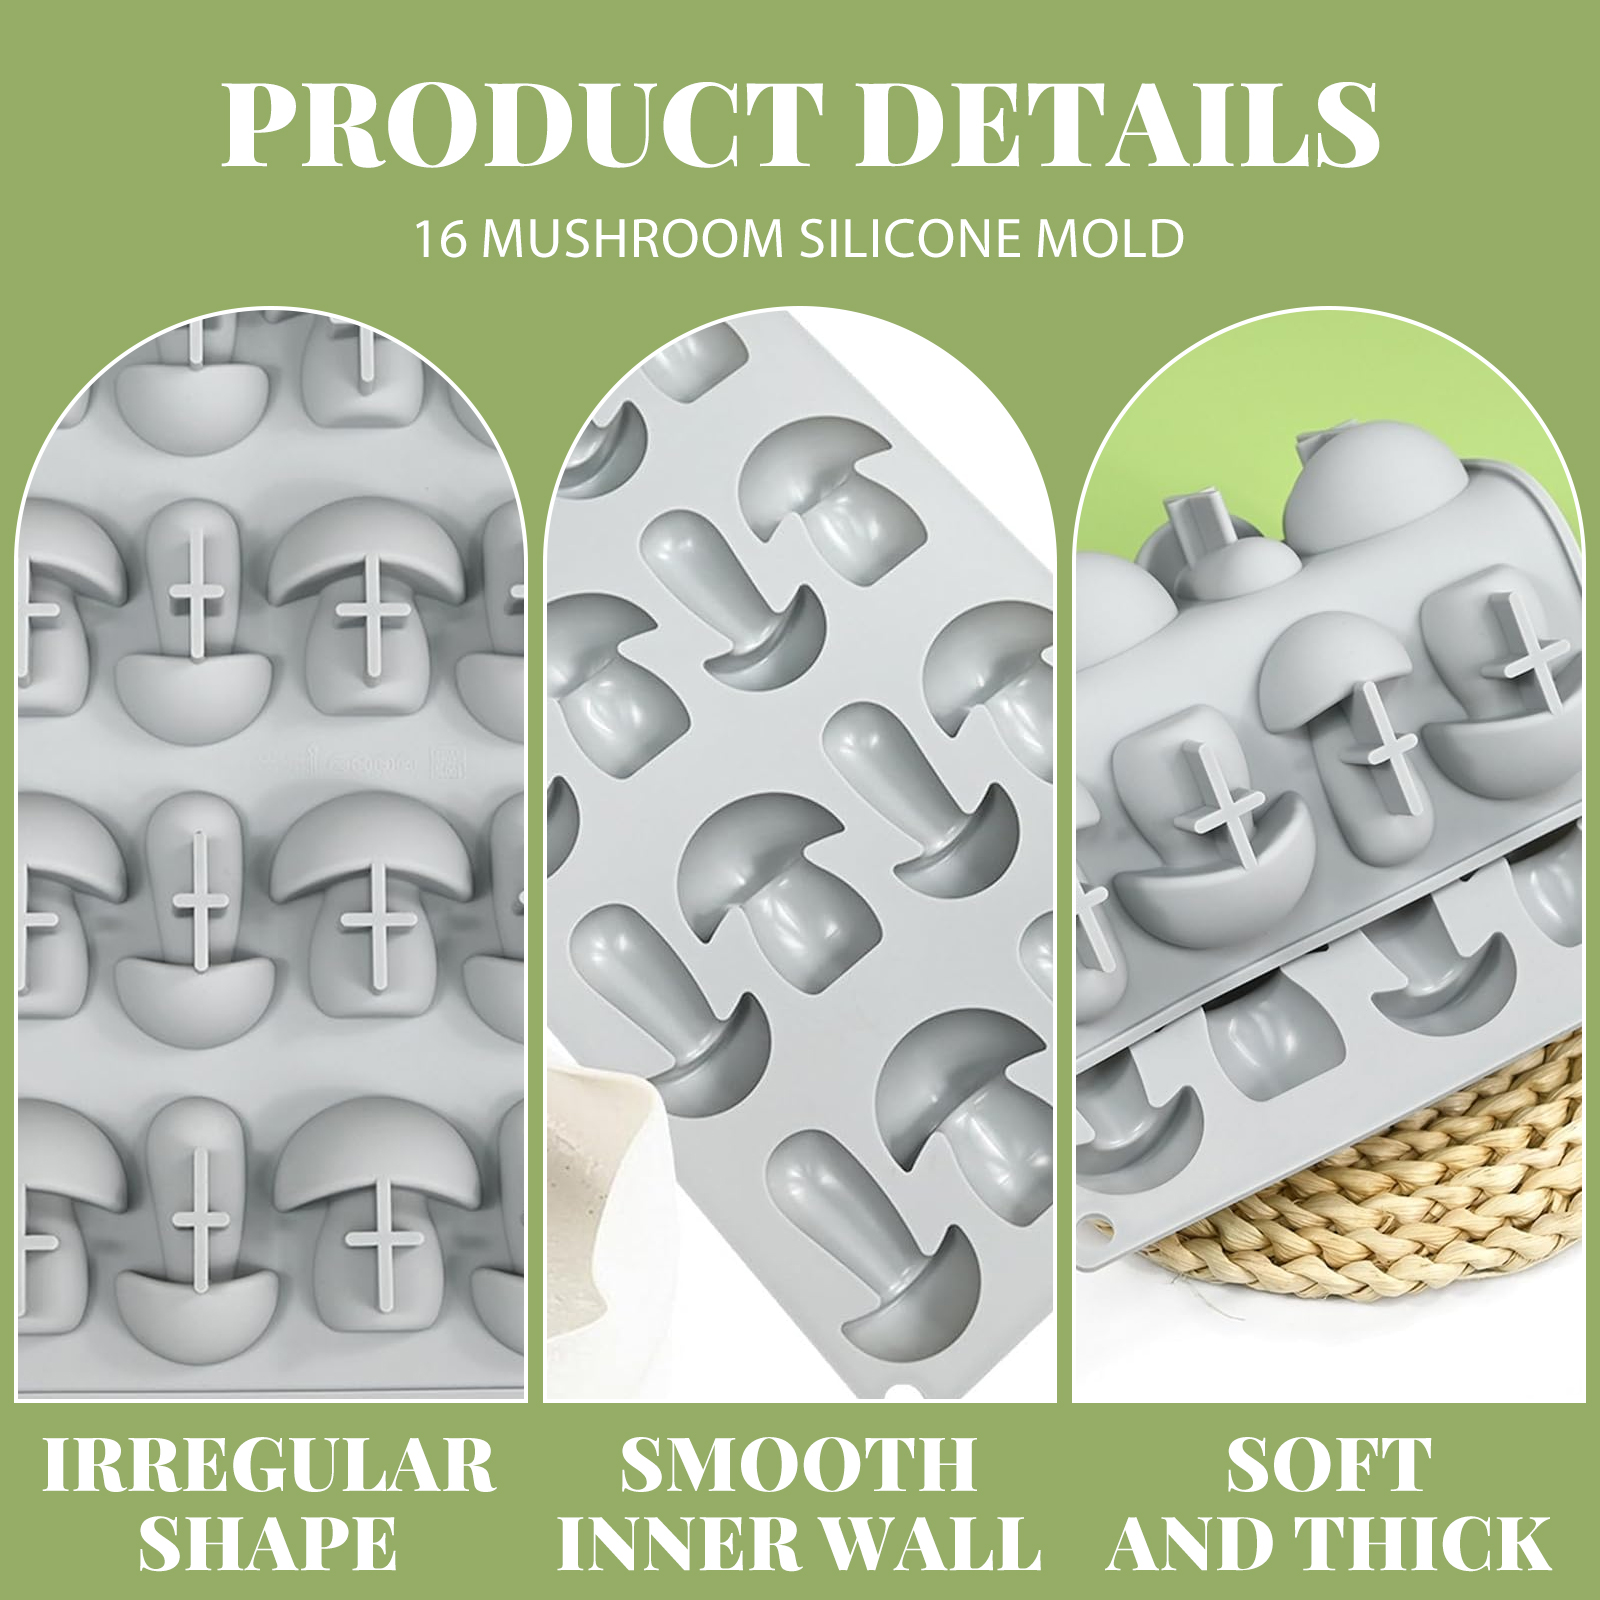 PRODUCT DETAILS
16 MUSHROOM SILICONE MOLD
IRREGULAR
SHAPE
SMOOTH
INNER WALL
SOFT
AND THICK